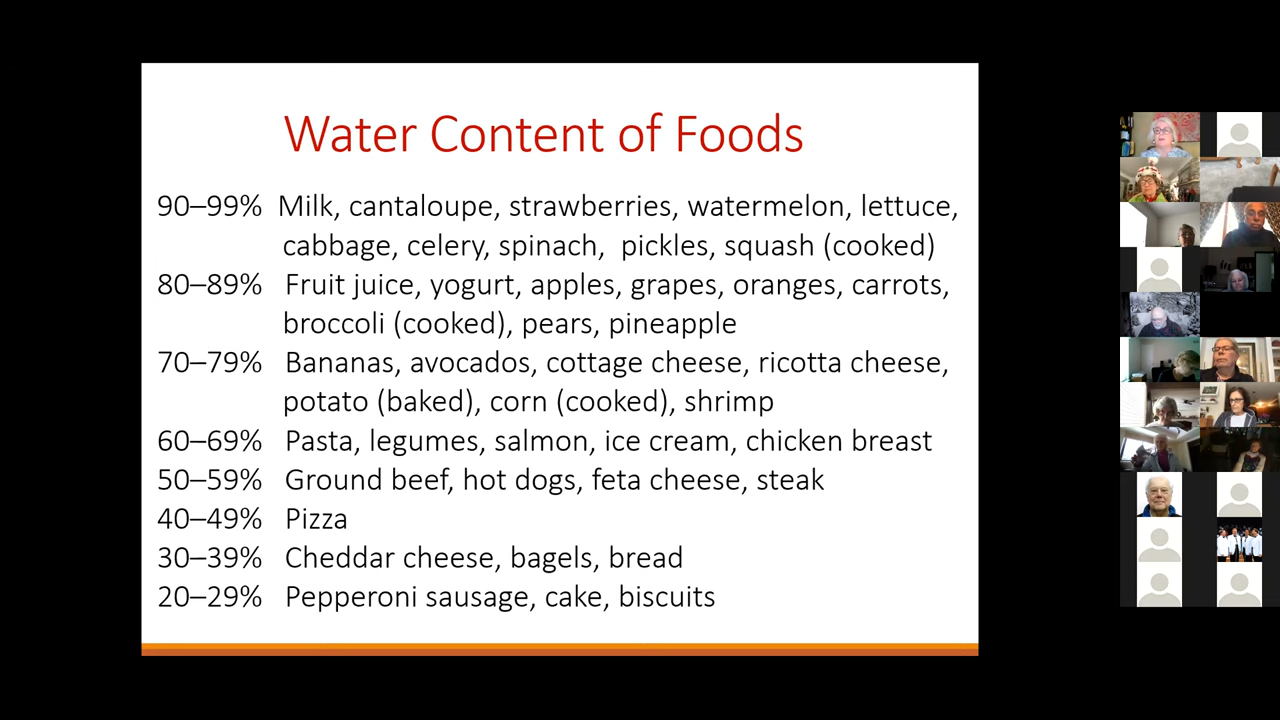 Water Content of Foods
90–99% Milk, cantaloupe, strawberries, watermelon, lettuce,
cabbage, celery, spinach, pickles, squash (cooked)
80–89% Fruit juice, yogurt, apples, grapes, oranges, carrots,
broccoli (cooked), pears, pineapple
70–79% Bananas, avocados, cottage cheese, ricotta cheese,
potato (baked), corn (cooked), shrimp
60–69% Pasta, legumes, salmon, ice cream, chicken breast
50–59% Ground beef, hot dogs, feta cheese, steak
40–49% Pizza
30–39% Cheddar cheese, bagels, bread
20–29% Pepperoni sausage, cake, biscuits